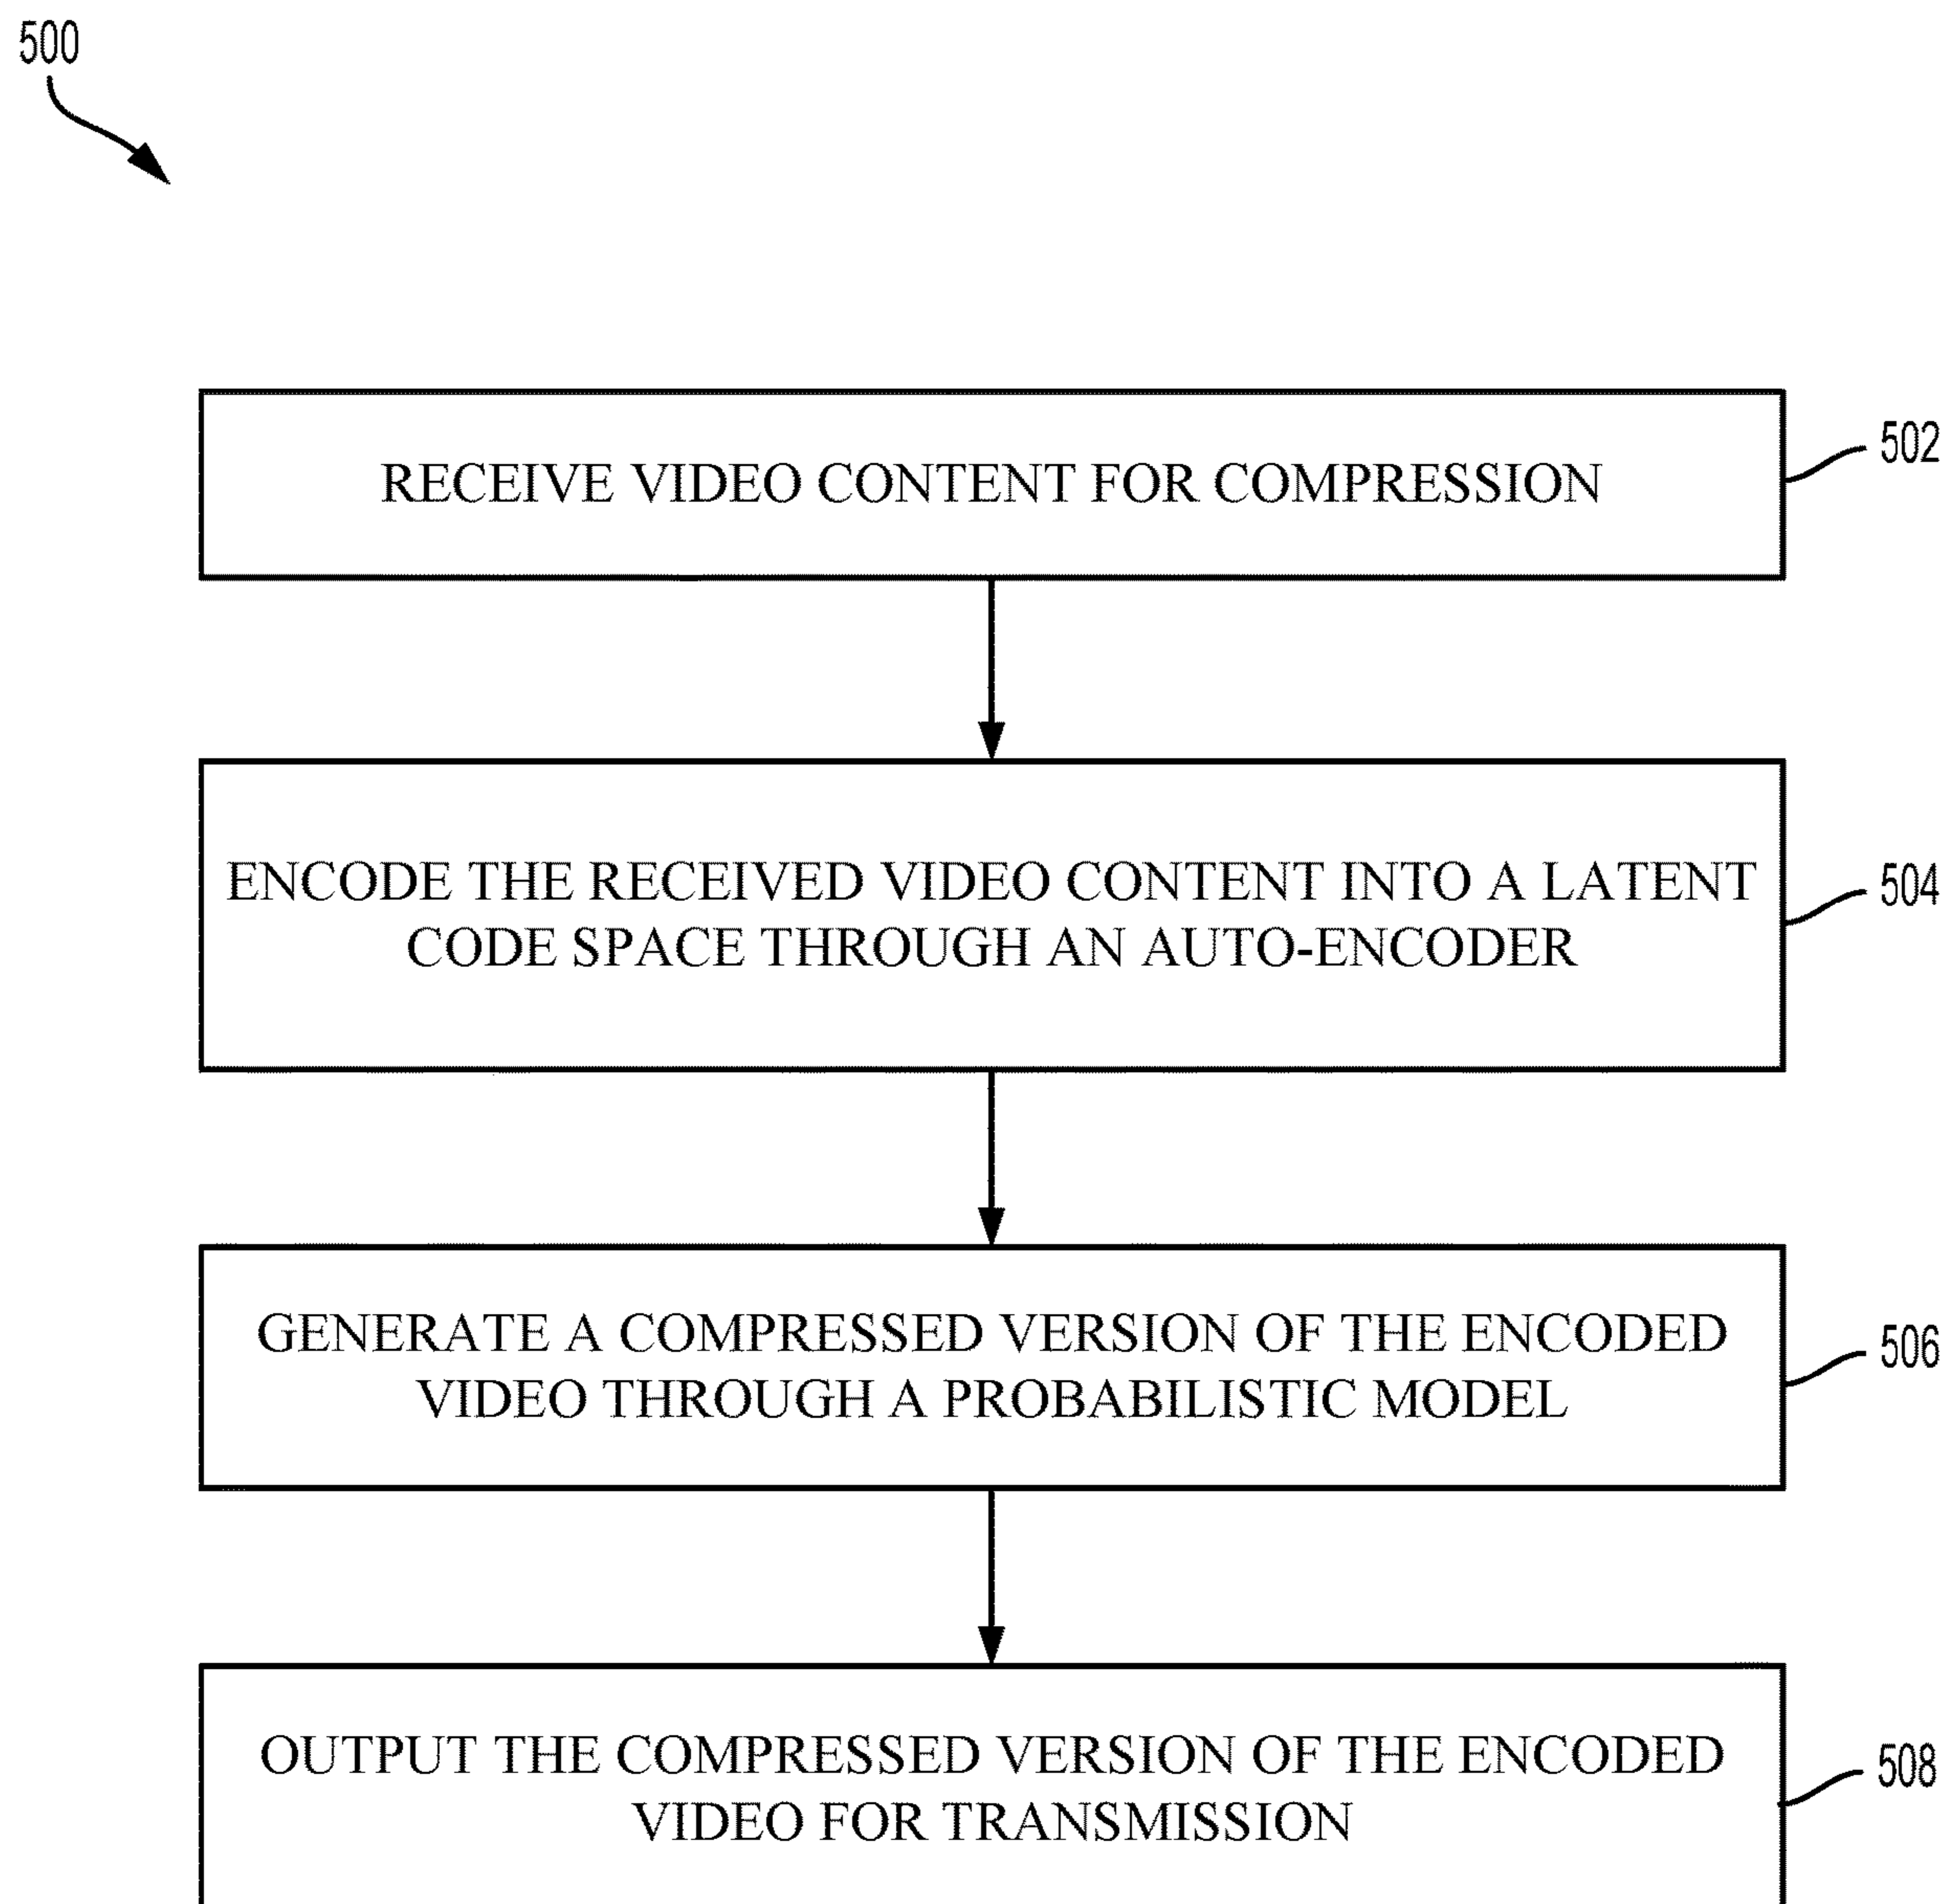 500
RECEIVE VIDEO CONTENT FOR COMPRESSION
502
ENCODE THE RECEIVED VIDEO CONTENT INTO A LATENT
CODE SPACE THROUGH AN AUTO-ENCODER
504
GENERATE A COMPRESSED VERSION OF THE ENCODED
VIDEO THROUGH A PROBABILISTIC MODEL
506
OUTPUT THE COMPRESSED VERSION OF THE ENCODED
VIDEO FOR TRANSMISSION
508